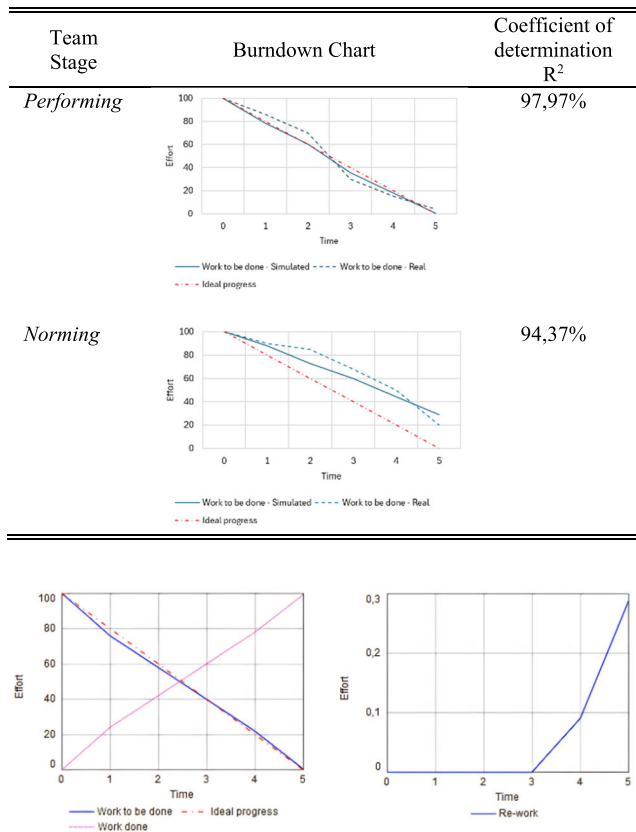 Team Stage
Burndown Chart
Coefficient of determination R²
Performing
97,97%
100
80
60
40
20
0
Effort
0 1 2 3 4 5
Time
Work to be done - Simulated
Work to be done - Real
Ideal progress
Norming
94,37%
100
80
60
40
20
0
Effort
0 1 2 3 4 5
Time
Work to be done - Simulated
Work to be done - Real
Ideal progress
100
80
60
40
20
0
Effort
0 1 2 3 4 5
Time
Work to be done
Ideal progress
Work done
0,3
0,2
0,1
0
Effort
0 1 2 3 4 5
Time
Re-work